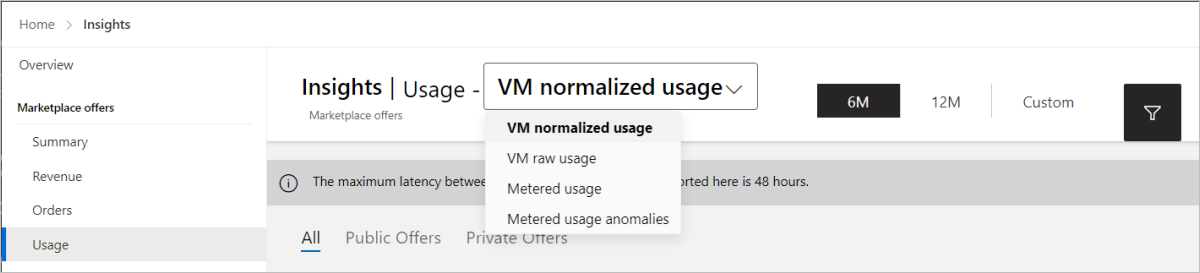 Home > Insights
Overview
Marketplace offers
Summary
Revenue
Orders
Usage
Insights | Usage - VM normalized usage
Marketplace offers
VM normalized usage
VM raw usage
Metered usage
Metered usage anomalies
6M 12M Custom
The maximum latency betwee orted here is 48 hours.
All Public Offers Private Offers